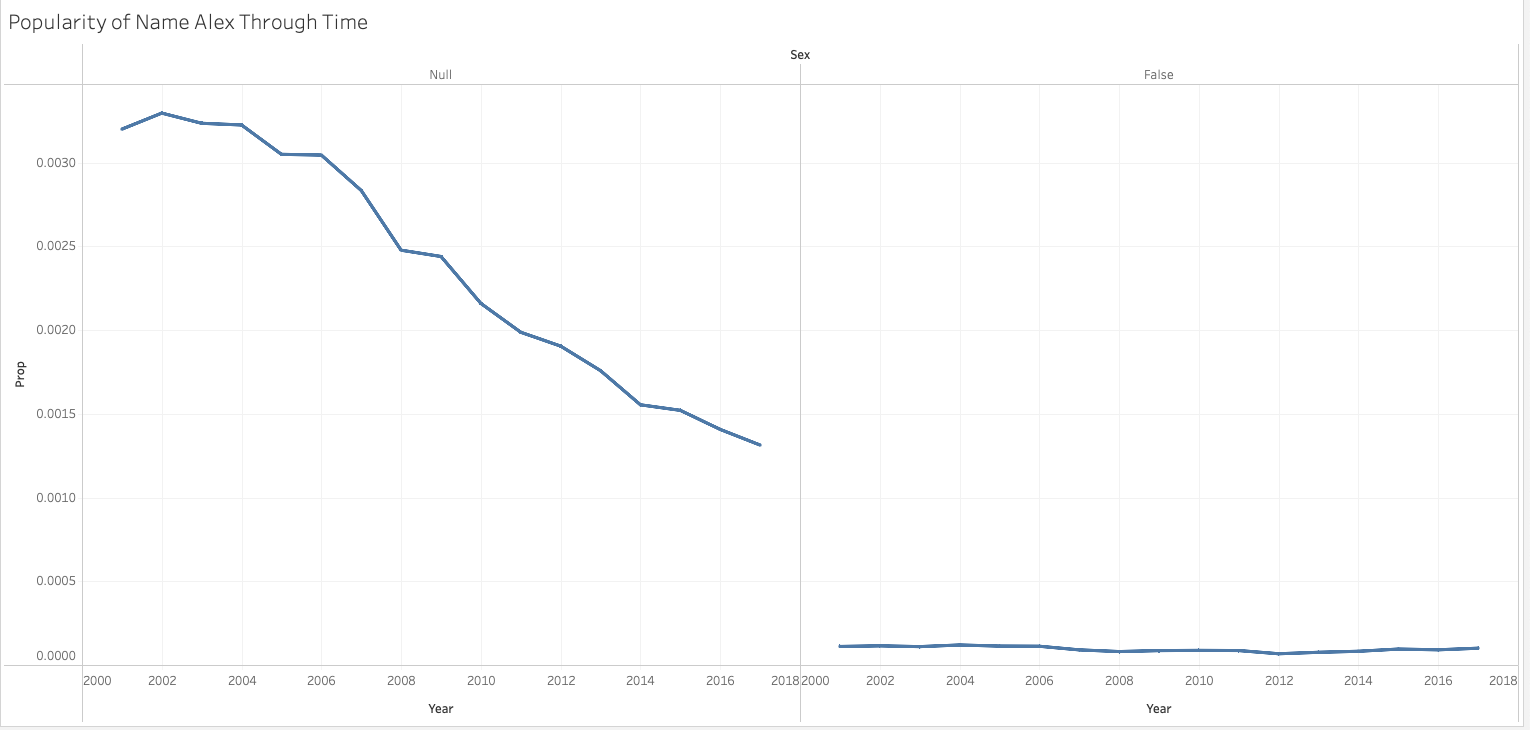 Popularity of Name Alex Through Time
Sex
Null False
0.0030
0.0025
0.0020
0.0015
0.0010
0.0005
0.0000
Prop
2000 2002 2004 2006 2008 2010 2012 2014 2016 2018 2000 2002 2004 2006 2008 2010 2012 2014 2016 2018
Year Year